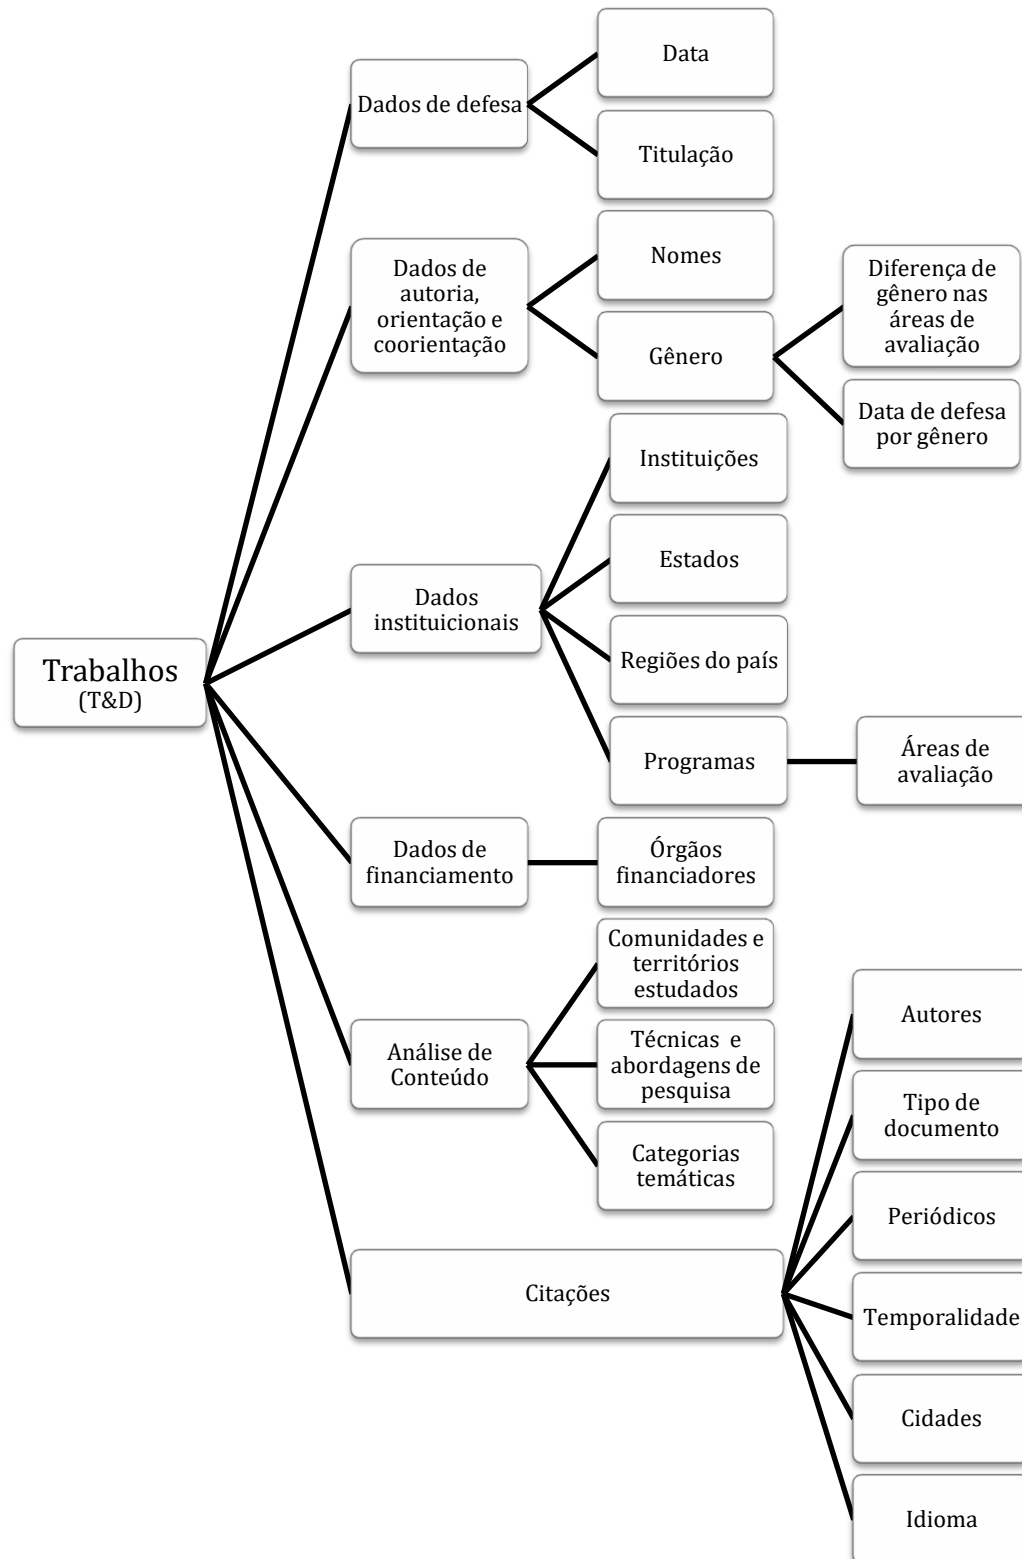 Trabalhos
(T&D)
Dados de defesa
Data
Titulação
Dados de
autoria,
orientação e
coorientação
Nomes
Gênero
Diferença de
gênero nas
áreas de
avaliação
Data de defesa
por gênero
Dados
instituicionais
Instituições
Estados
Regiões do país
Programas
Áreas de
avaliação
Dados de
financiamento
Órgãos
financiadores
Análise de
Conteúdo
Comunidades e
territórios
estudados
Técnicas e
abordagens de
pesquisa
Categorias
temáticas
Citações
Autores
Tipo de
documento
Periódicos
Temporalidade
Cidades
Idioma